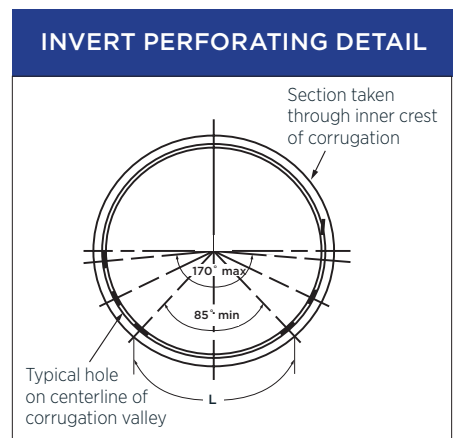 INVERT PERFORATING DETAIL
Section taken
through inner crest
of corrugation
170° max
85° min
L
Typical hole
on centerline of
corrugation valley